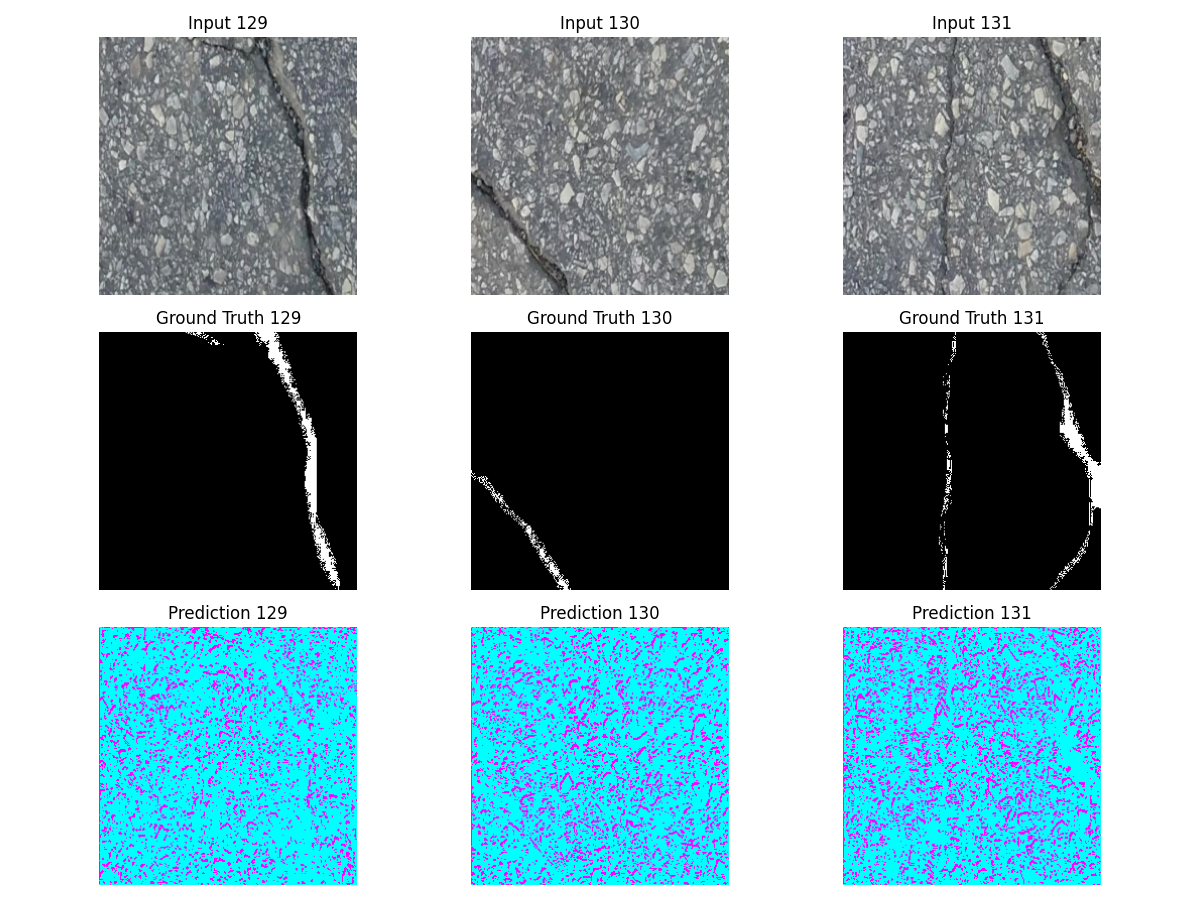 Input 129
Input 130
Input 131
Ground Truth 129
Ground Truth 130
Ground Truth 131
Prediction 129
Prediction 130
Prediction 131